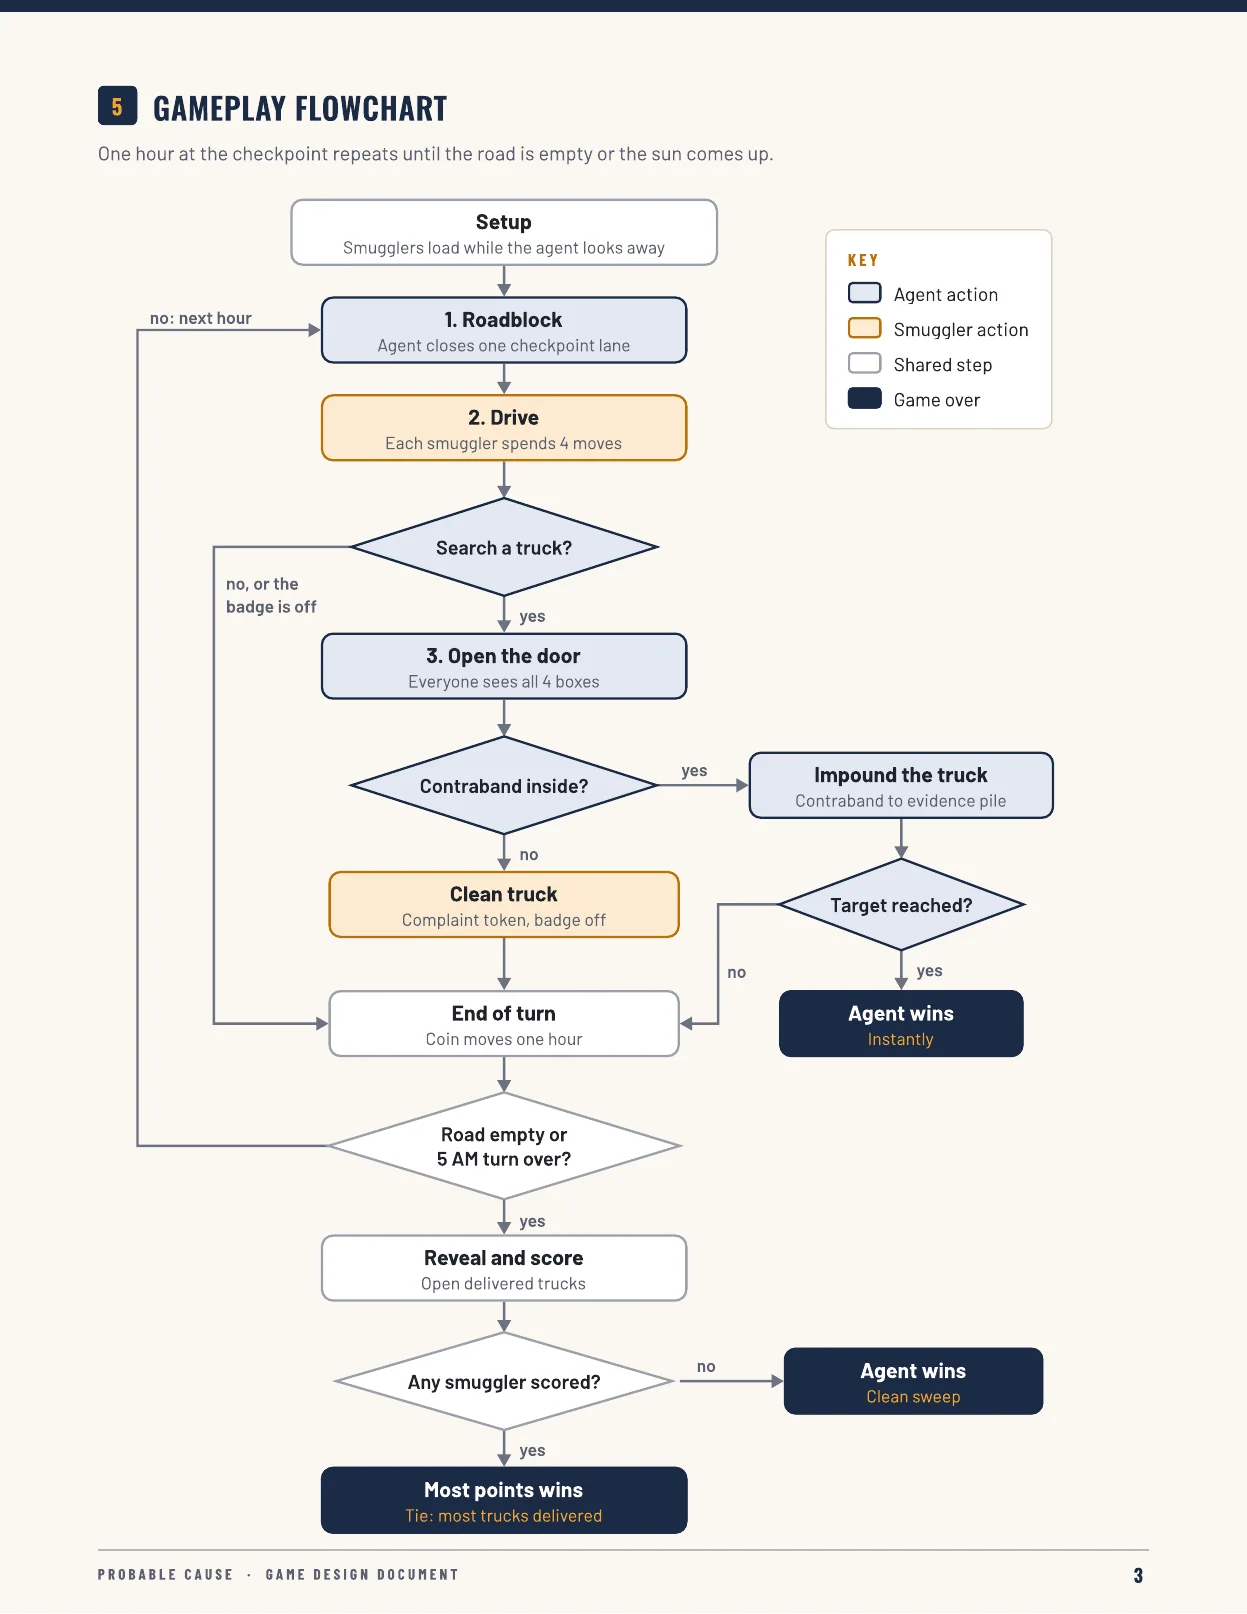 5 GAMEPLAY FLOWCHART
One hour at the checkpoint repeats until the road is empty or the sun comes up.
Setup
Smugglers load while the agent looks away
KEY
Agent action
Smuggler action
Shared step
Game over
no: next hour
1. Roadblock
Agent closes one checkpoint lane
2. Drive
Each smuggler spends 4 moves
Search a truck?
no, or the
badge is off
yes
3. Open the door
Everyone sees all 4 boxes
Contraband inside?
yes
Impound the truck
Contraband to evidence pile
no
Clean truck
Complaint token, badge off
Target reached?
no
yes
End of turn
Coin moves one hour
Agent wins
Instantly
Road empty or
5 AM turn over?
yes
Reveal and score
Open delivered trucks
Any smuggler scored?
no
Agent wins
Clean sweep
yes
Most points wins
Tie: most trucks delivered
PROBABLE CAUSE · GAME DESIGN DOCUMENT
3